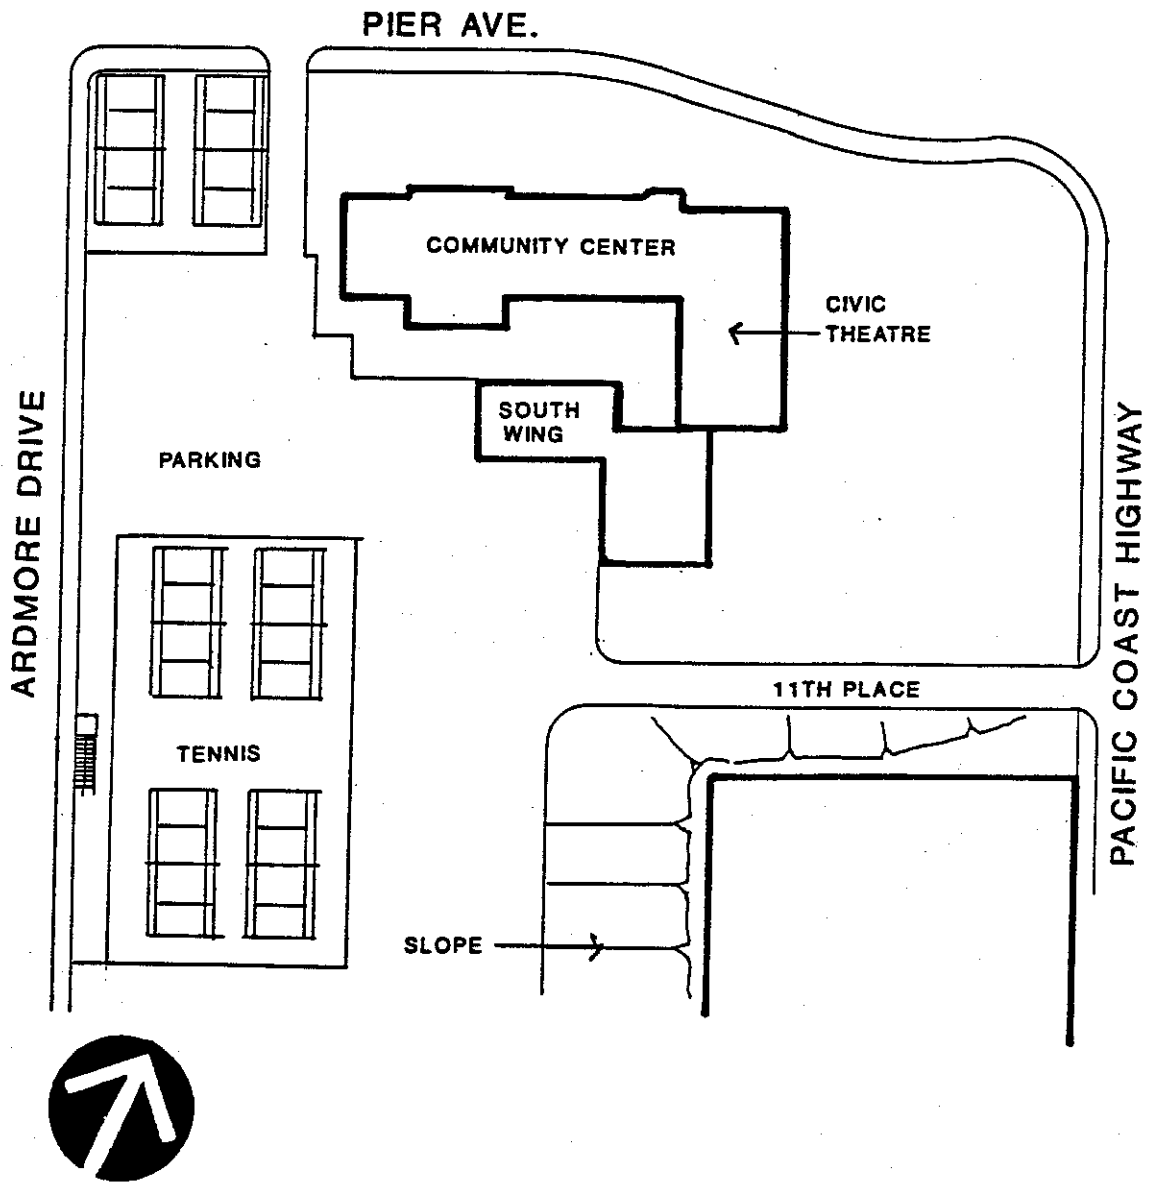 PIER AVE.
COMMUNITY CENTER
CIVIC
THEATRE
SOUTH
WING
PARKING
ARDMORE DRIVE
PACIFIC COAST HIGHWAY
11TH PLACE
TENNIS
SLOPE